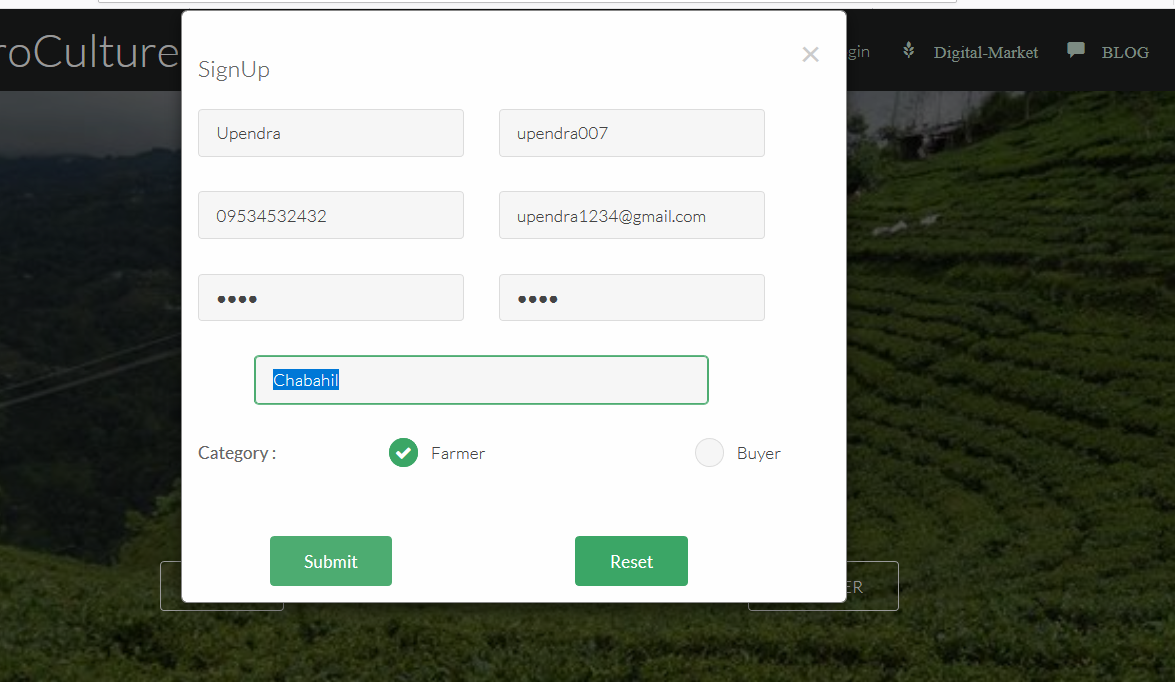 roCulture
gin
Digital-Market
BLOG
SignUp
Upendra
upendra007
09534532432
upendra1234@gmail.com
••••
••••
Chabahil
Category :
Farmer
Buyer
Submit
Reset
ER